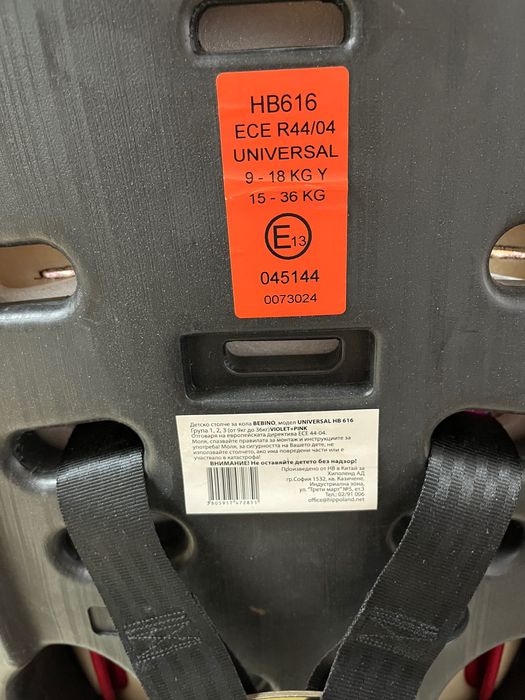 HB616
ECE R44/04
UNIVERSAL
9 - 18 KG Y
15 - 36 KG
E13
045144
0073024
Детско столче за кола BEBINO, модел UNIVERSAL HB 616
Група 1, 2, 3 (от 9кг до 36кг)VIOLET+PINK
Отговаря на европейската директива ECE 44-04.
Моля, спазвайте правилата за монтаж и инструкциите за
употреба! Моля, за сигурността на Вашето дете, не
използвайте столчето, ако има повредени части или е
участвало в катастрофа!
ВНИМАНИЕ! Не оставяйте детето без надзор!
Произведено от HB в Китай за
Хиполенд АД
гр.София 1532, кв. Казичене,
Индустриална зона,
ул. "Трети март" №5, ет.3
Тел.: 02/91 006
office@hippoland.net